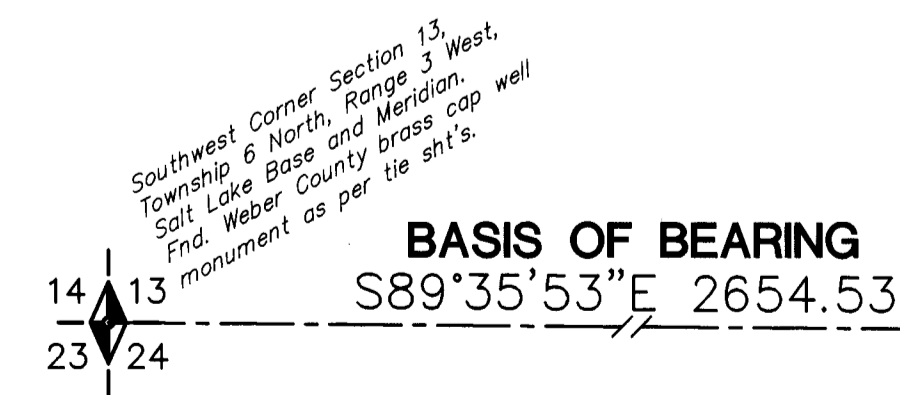 Southwest Corner Section 13,
Township 6 North, Range 3 West,
Salt Lake Base and Meridian.
Fnd. Weber County brass cap well
monument as per tie sht's.
BASIS OF BEARING
S89°35'53"E 2654.53
14 13
23 24